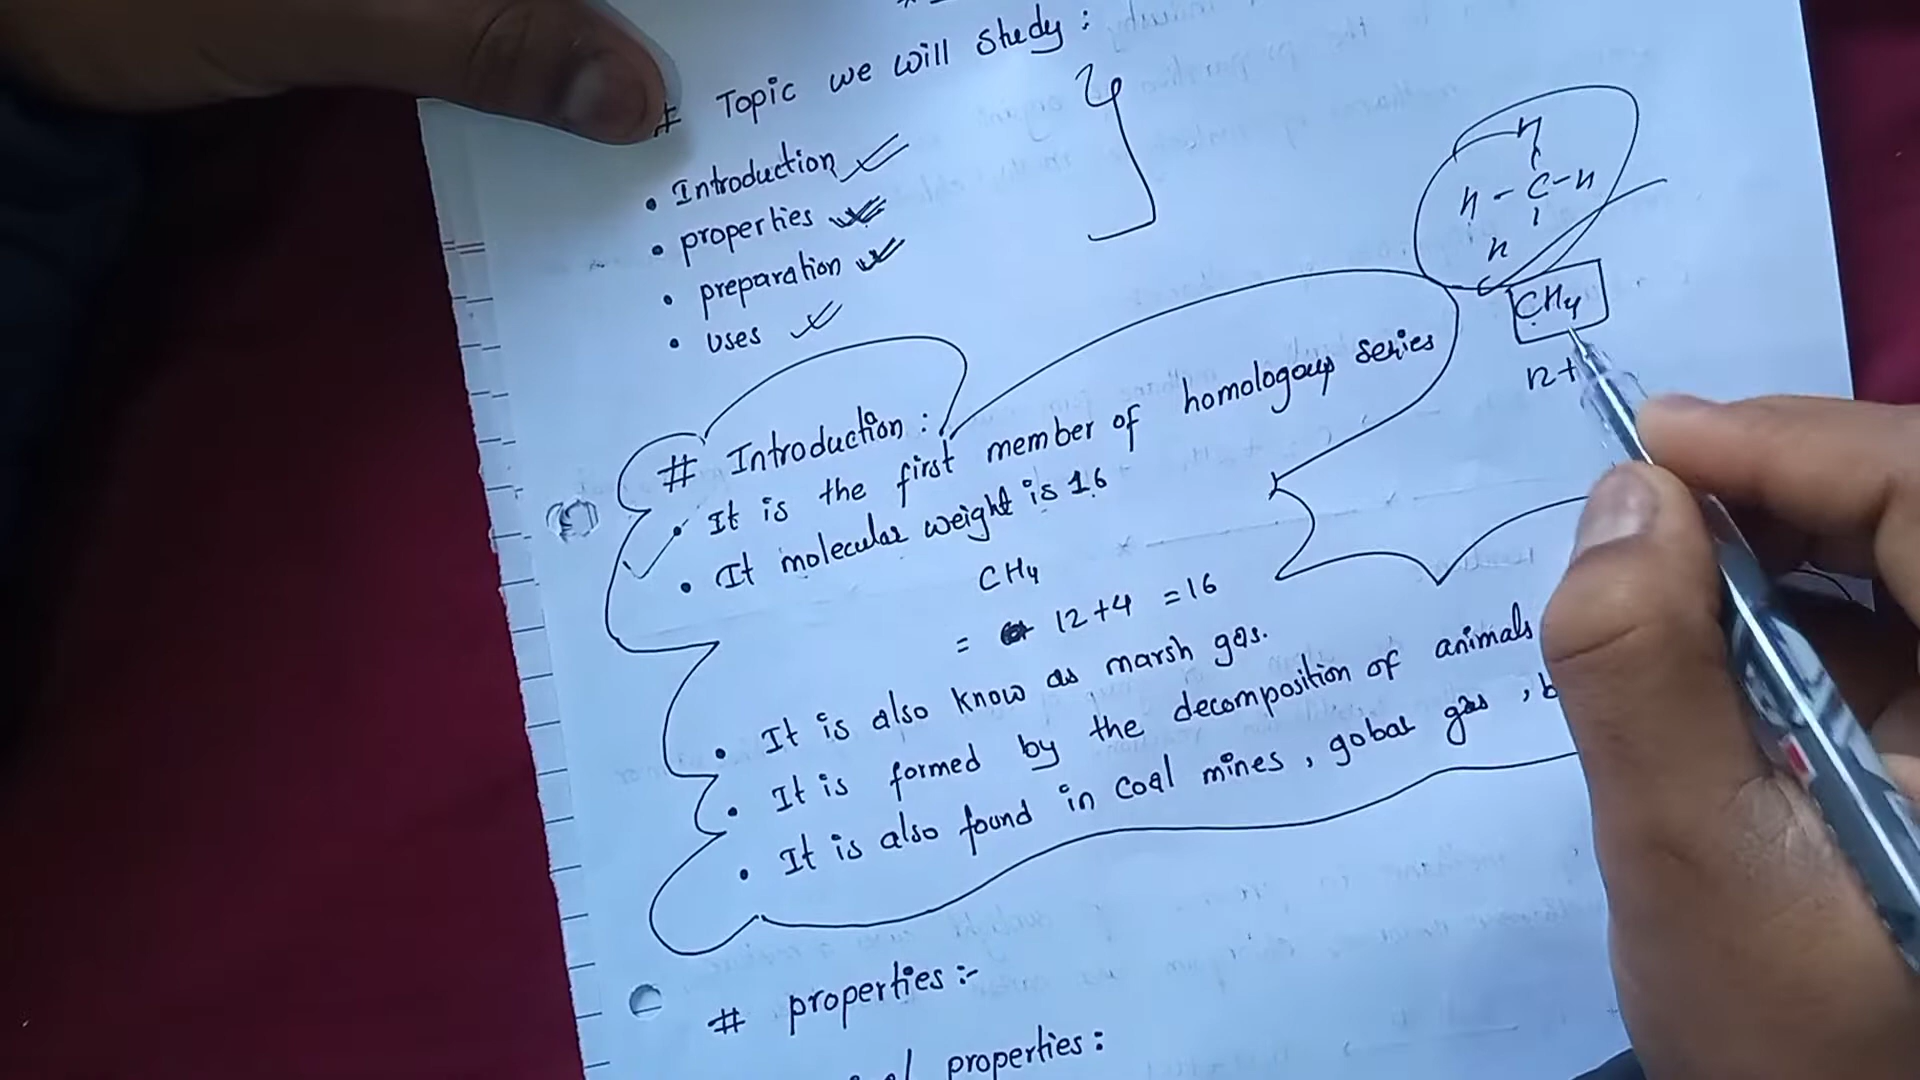 # Topic we will study :
• Introduction
• properties
• preparation
• uses
H
H - C - H
H
CH4
12+
# Introduction :
• It is the first member of homologous series
• It molecular weight is 16
CH4
= 12+4 = 16
• It is also know as marsh gas.
• It is formed by the decomposition of animals
• It is also found in coal mines, gobar gas, b
# properties :-
properties :